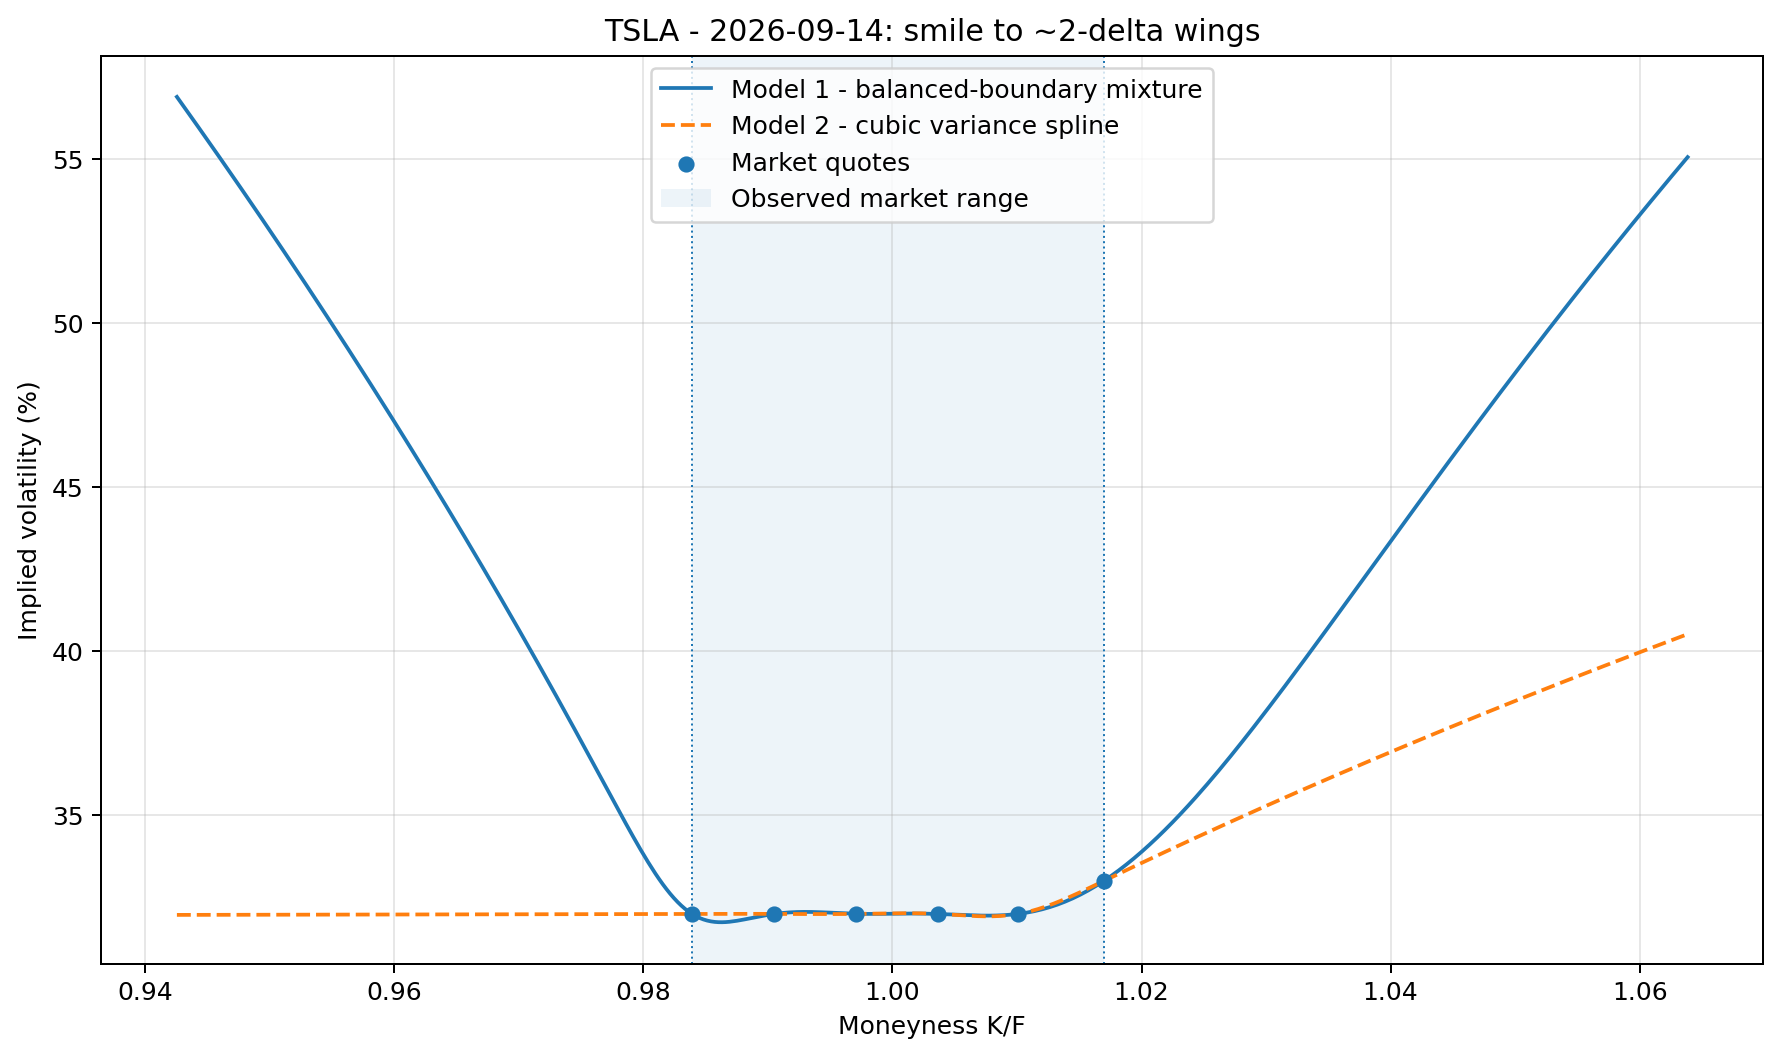 TSLA - 2026-09-14: smile to ~2-delta wings
Model 1 - balanced-boundary mixture
Model 2 - cubic variance spline
Market quotes
Observed market range
Implied volatility (%)
55
50
45
40
35
0.94 0.96 0.98 1.00 1.02 1.04 1.06
Moneyness K/F